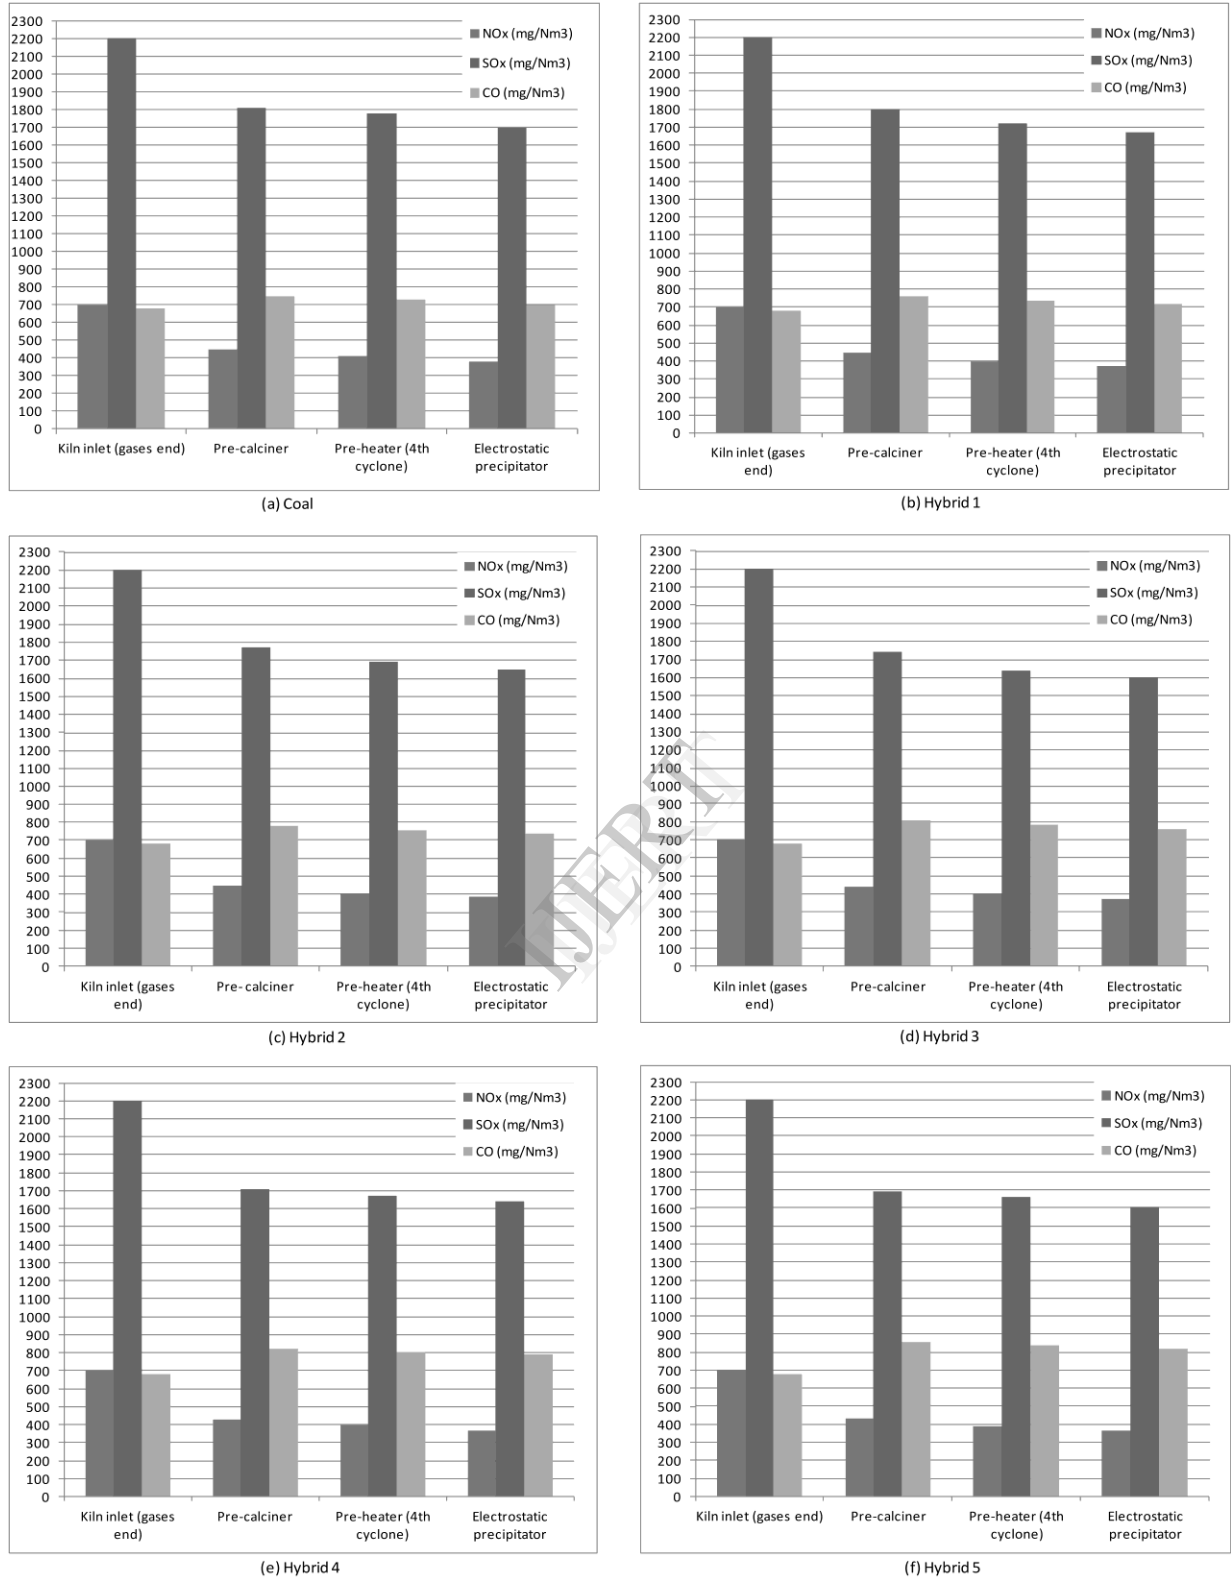 2300
2200
2100
2000
1900
1800
1700
1600
1500
1400
1300
1200
1100
1000
900
800
700
600
500
400
300
200
100
0
NOx (mg/Nm3)
SOx (mg/Nm3)
CO (mg/Nm3)
Kiln inlet (gases end)
Pre-calciner
Pre-heater (4th
cyclone)
Electrostatic
precipitator
(a) Coal
2300
2200
2100
2000
1900
1800
1700
1600
1500
1400
1300
1200
1100
1000
900
800
700
600
500
400
300
200
100
0
NOx (mg/Nm3)
SOx (mg/Nm3)
CO (mg/Nm3)
Kiln inlet (gases
end)
Pre-calciner
Pre-heater (4th
cyclone)
Electrostatic
precipitator
(b) Hybrid 1
2300
2200
2100
2000
1900
1800
1700
1600
1500
1400
1300
1200
1100
1000
900
800
700
600
500
400
300
200
100
0
NOx (mg/Nm3)
SOx (mg/Nm3)
CO (mg/Nm3)
Kiln inlet (gases
end)
Pre- calciner
Pre-heater (4th
cyclone)
Electrostatic
precipitator
(c) Hybrid 2
2300
2200
2100
2000
1900
1800
1700
1600
1500
1400
1300
1200
1100
1000
900
800
700
600
500
400
300
200
100
0
NOx (mg/Nm3)
SOx (mg/Nm3)
CO (mg/Nm3)
Kiln inlet (gases
end)
Pre-calciner
Pre-heater (4th
cyclone)
Electrostatic
precipitator
(d) Hybrid 3
IJERT
2300
2200
2100
2000
1900
1800
1700
1600
1500
1400
1300
1200
1100
1000
900
800
700
600
500
400
300
200
100
0
NOx (mg/Nm3)
SOx (mg/Nm3)
CO (mg/Nm3)
Kiln inlet (gases
end)
Pre-calciner
Pre-heater (4th
cyclone)
Electrostatic
precipitator
(e) Hybrid 4
2300
2200
2100
2000
1900
1800
1700
1600
1500
1400
1300
1200
1100
1000
900
800
700
600
500
400
300
200
100
0
NOx (mg/Nm3)
SOx (mg/Nm3)
CO (mg/Nm3)
Kiln inlet (gases end)
Pre-calciner
Pre-heater (4th
cyclone)
Electrostatic
precipitator
(f) Hybrid 5